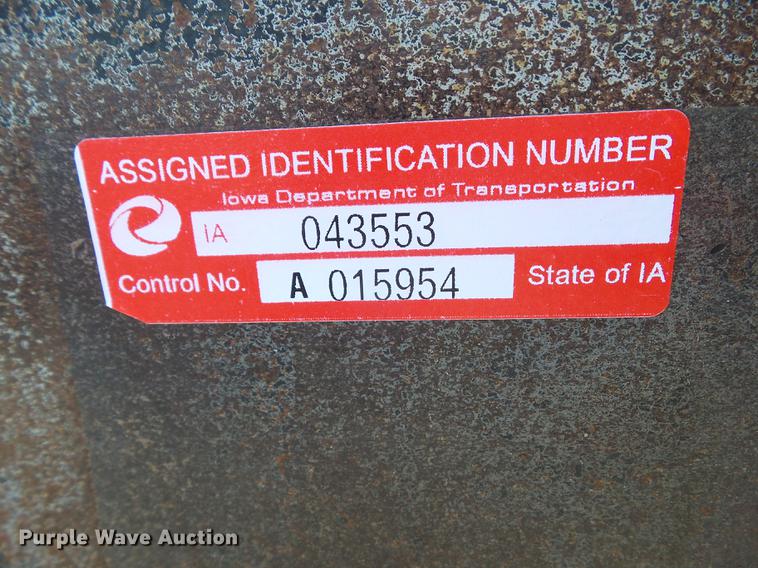 ASSIGNED IDENTIFICATION NUMBER
Iowa Department of Transportation
IA 043553
Control No. A 015954 State of IA
Purple Wave Auction